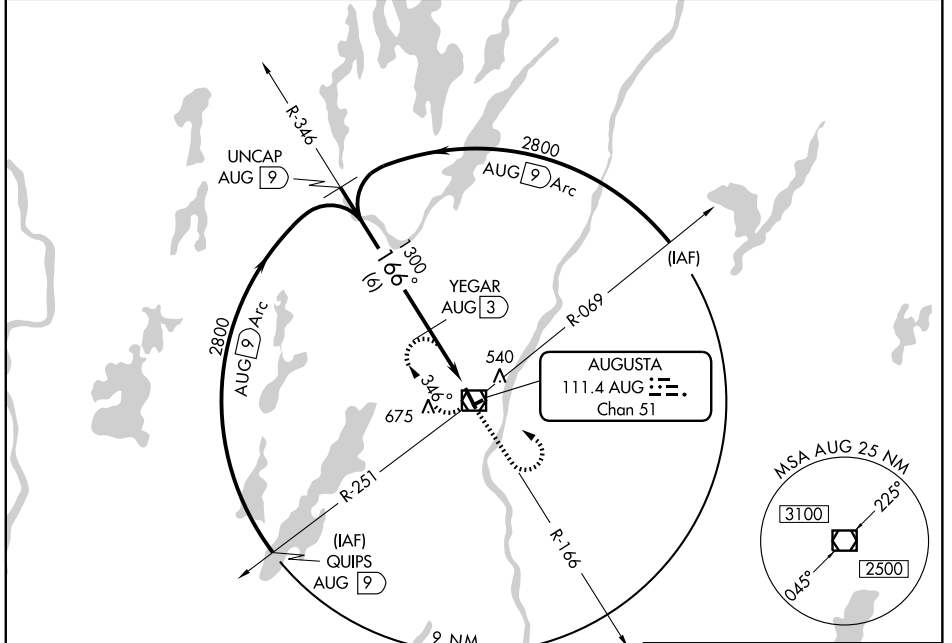 R-346
UNCAP
AUG 9
2800
AUG 9 Arc
(IAF)
1300
166°
(6)
YEGAR
AUG 3
R-069
2800
AUG 9 Arc
540
346°
675
AUGUSTA
111.4 AUG
Chan 51
R-251
(IAF)
QUIPS
AUG 9
R-166
MSA AUG 25 NM
3100
225°
045°
2500
9 NM